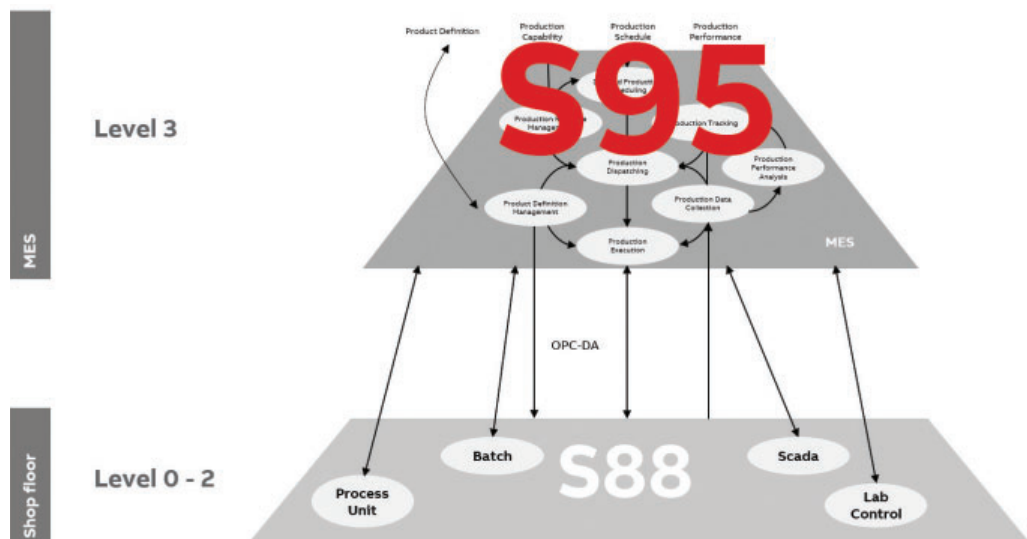 Product Definition
Production
Capability
Production
Schedule
Production
Performance
S95
Level 3
MES
Production Tracking
Production
Dispatching
Production
Performance
Analysis
Product Definition
Management
Production Data
Collection
Production
Execution
MES
OPC-DA
S88
Level 0 - 2
Shop floor
Batch
Scada
Process
Unit
Lab
Control